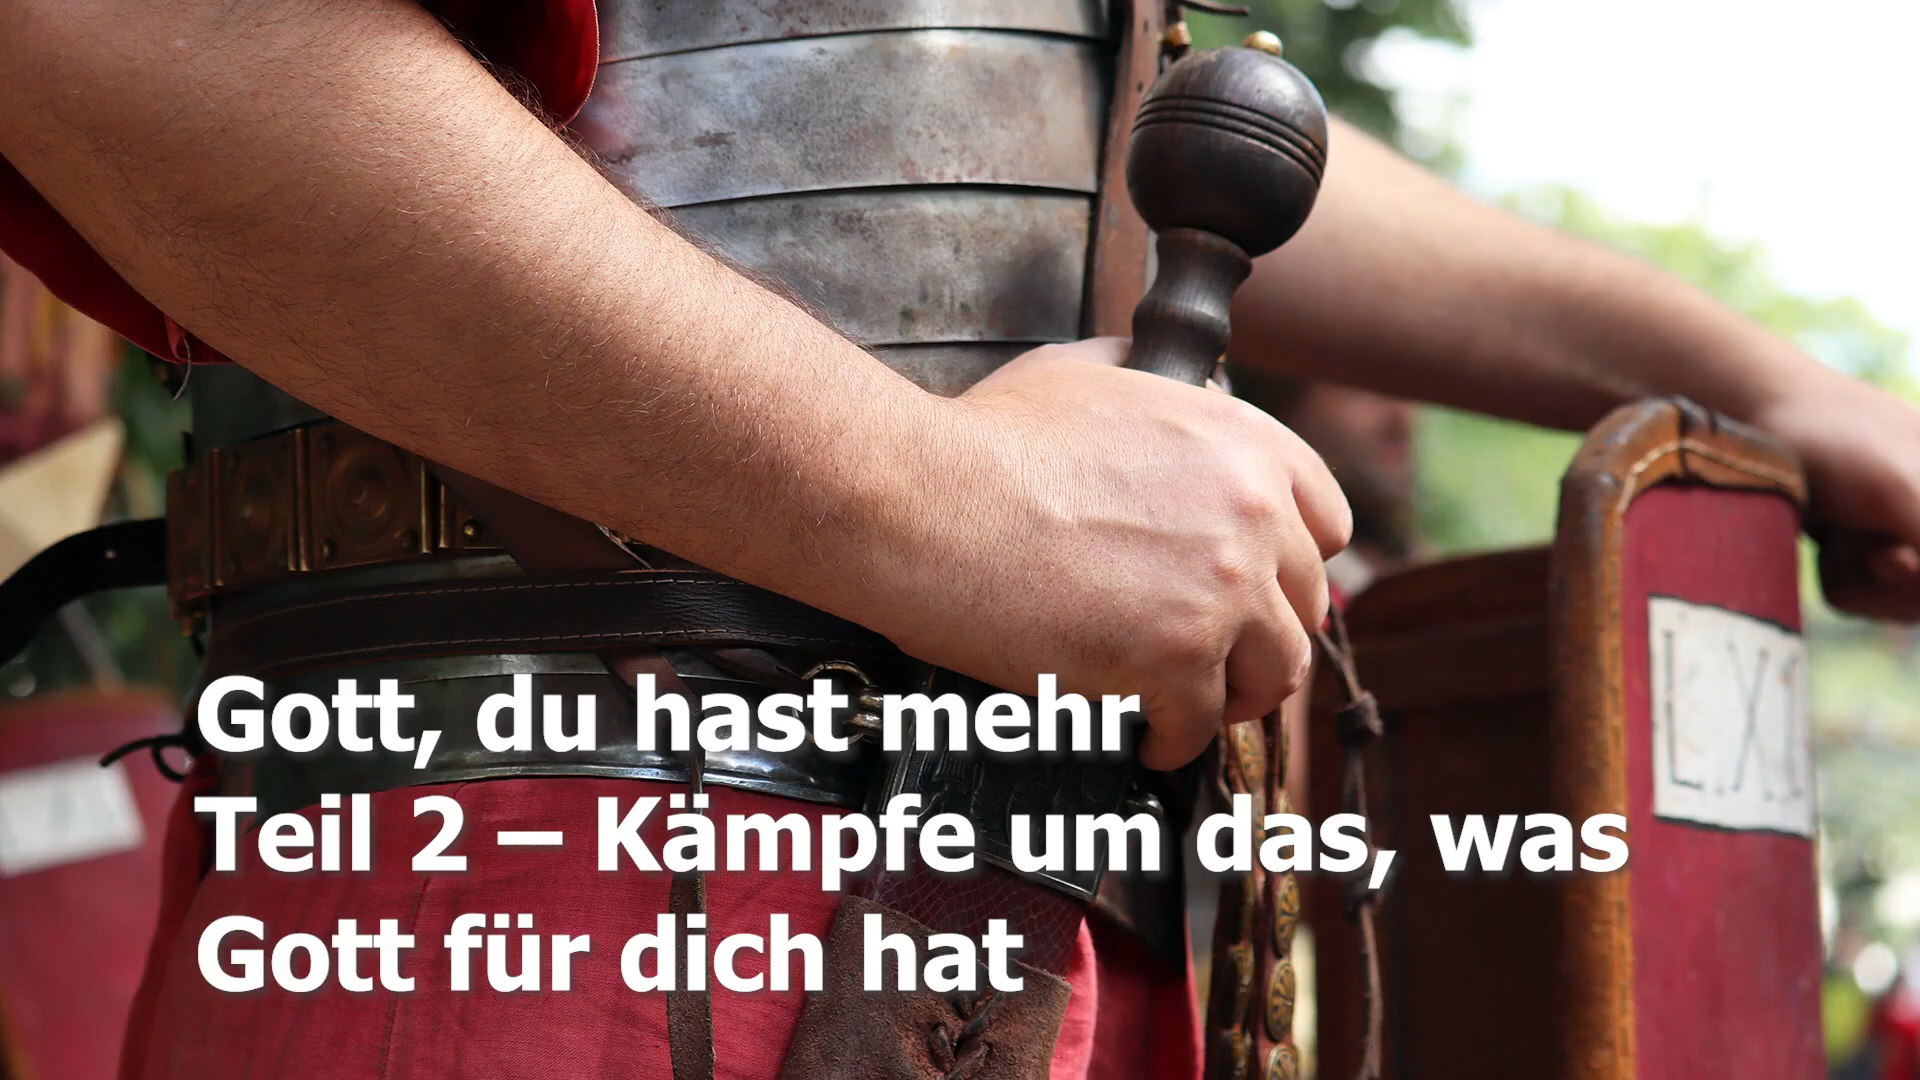 Gott, du hast mehr
Teil 2 – Kämpfe um das, was
Gott für dich hat